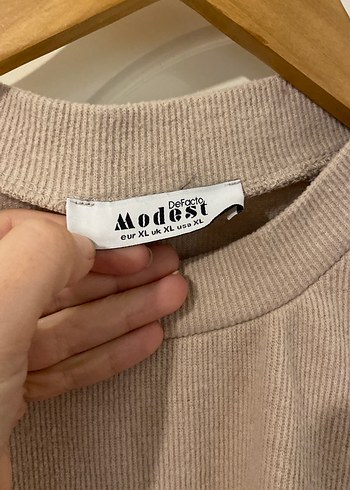 DeFacto
Modest
eur XL uk XL usa XL